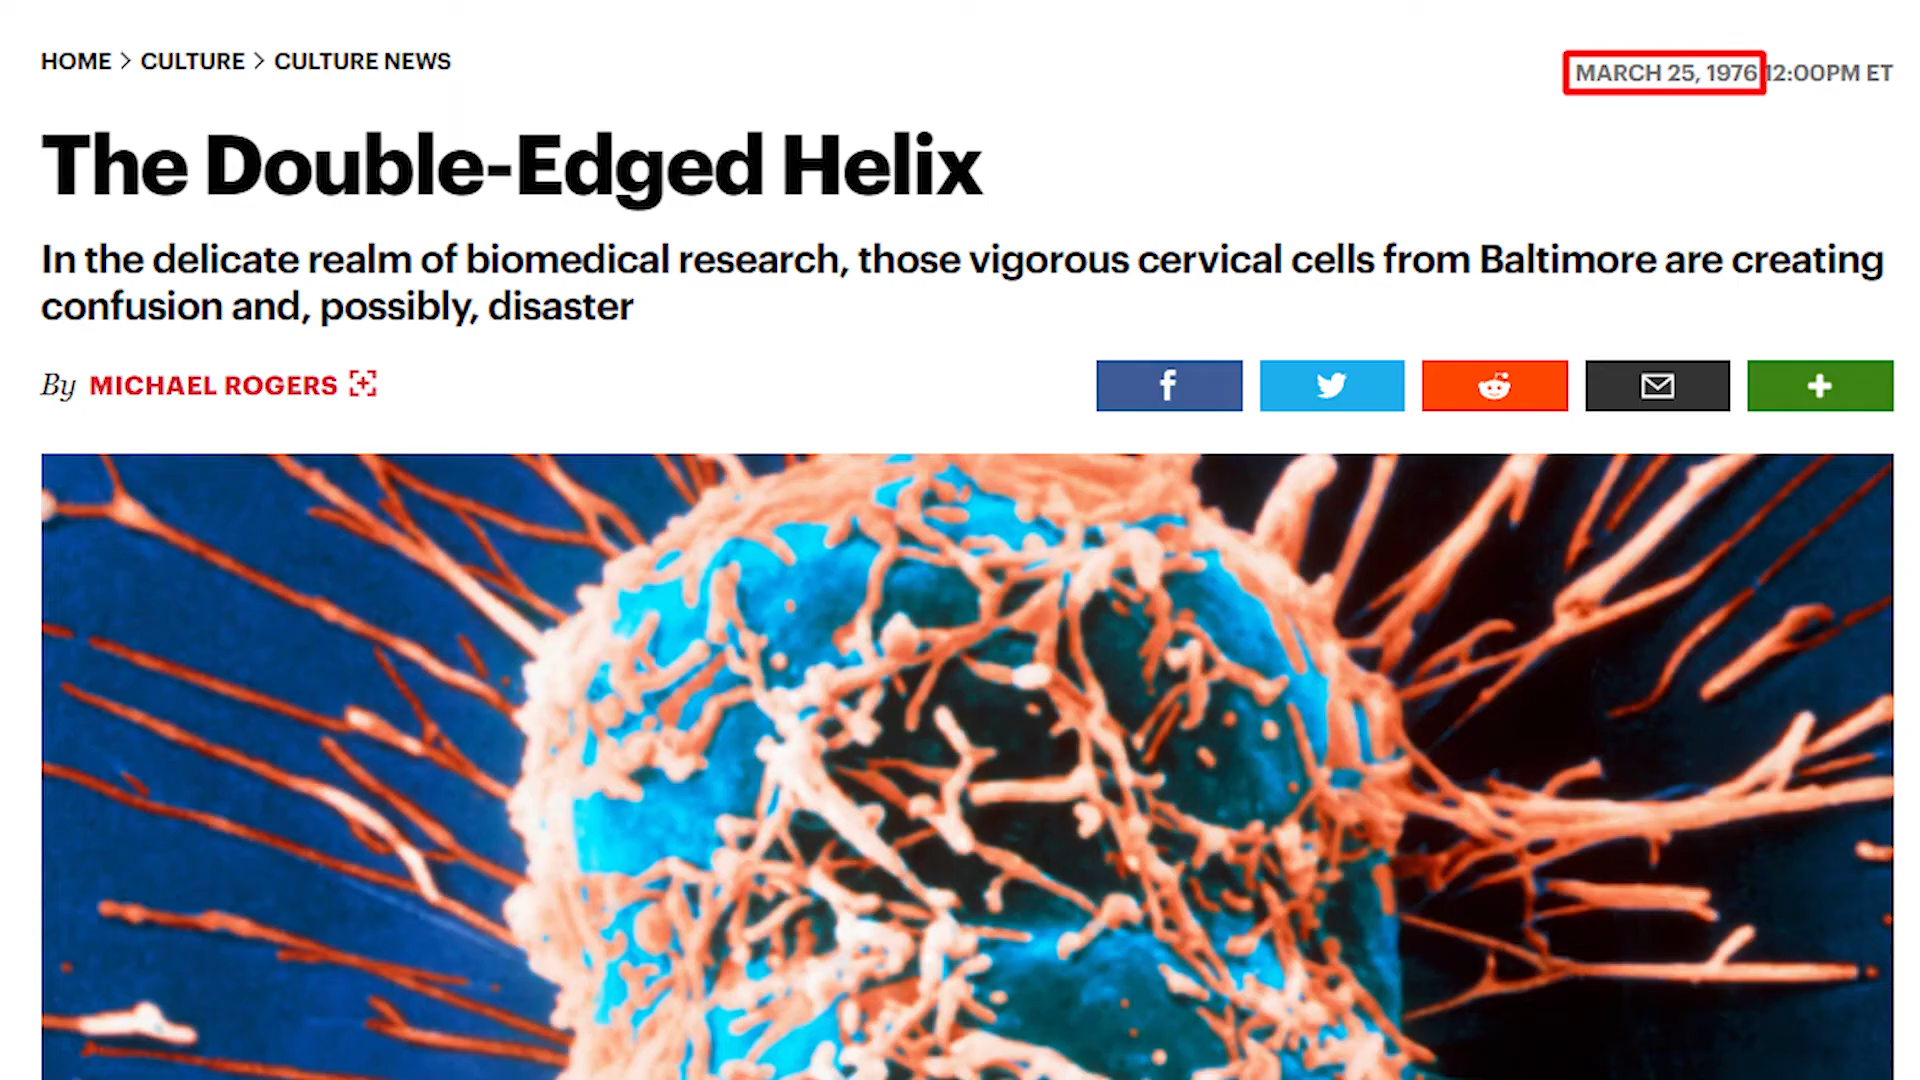 HOME > CULTURE > CULTURE NEWS
MARCH 25, 1976 12:00PM ET
The Double-Edged Helix
In the delicate realm of biomedical research, those vigorous cervical cells from Baltimore are creating
confusion and, possibly, disaster
By MICHAEL ROGERS